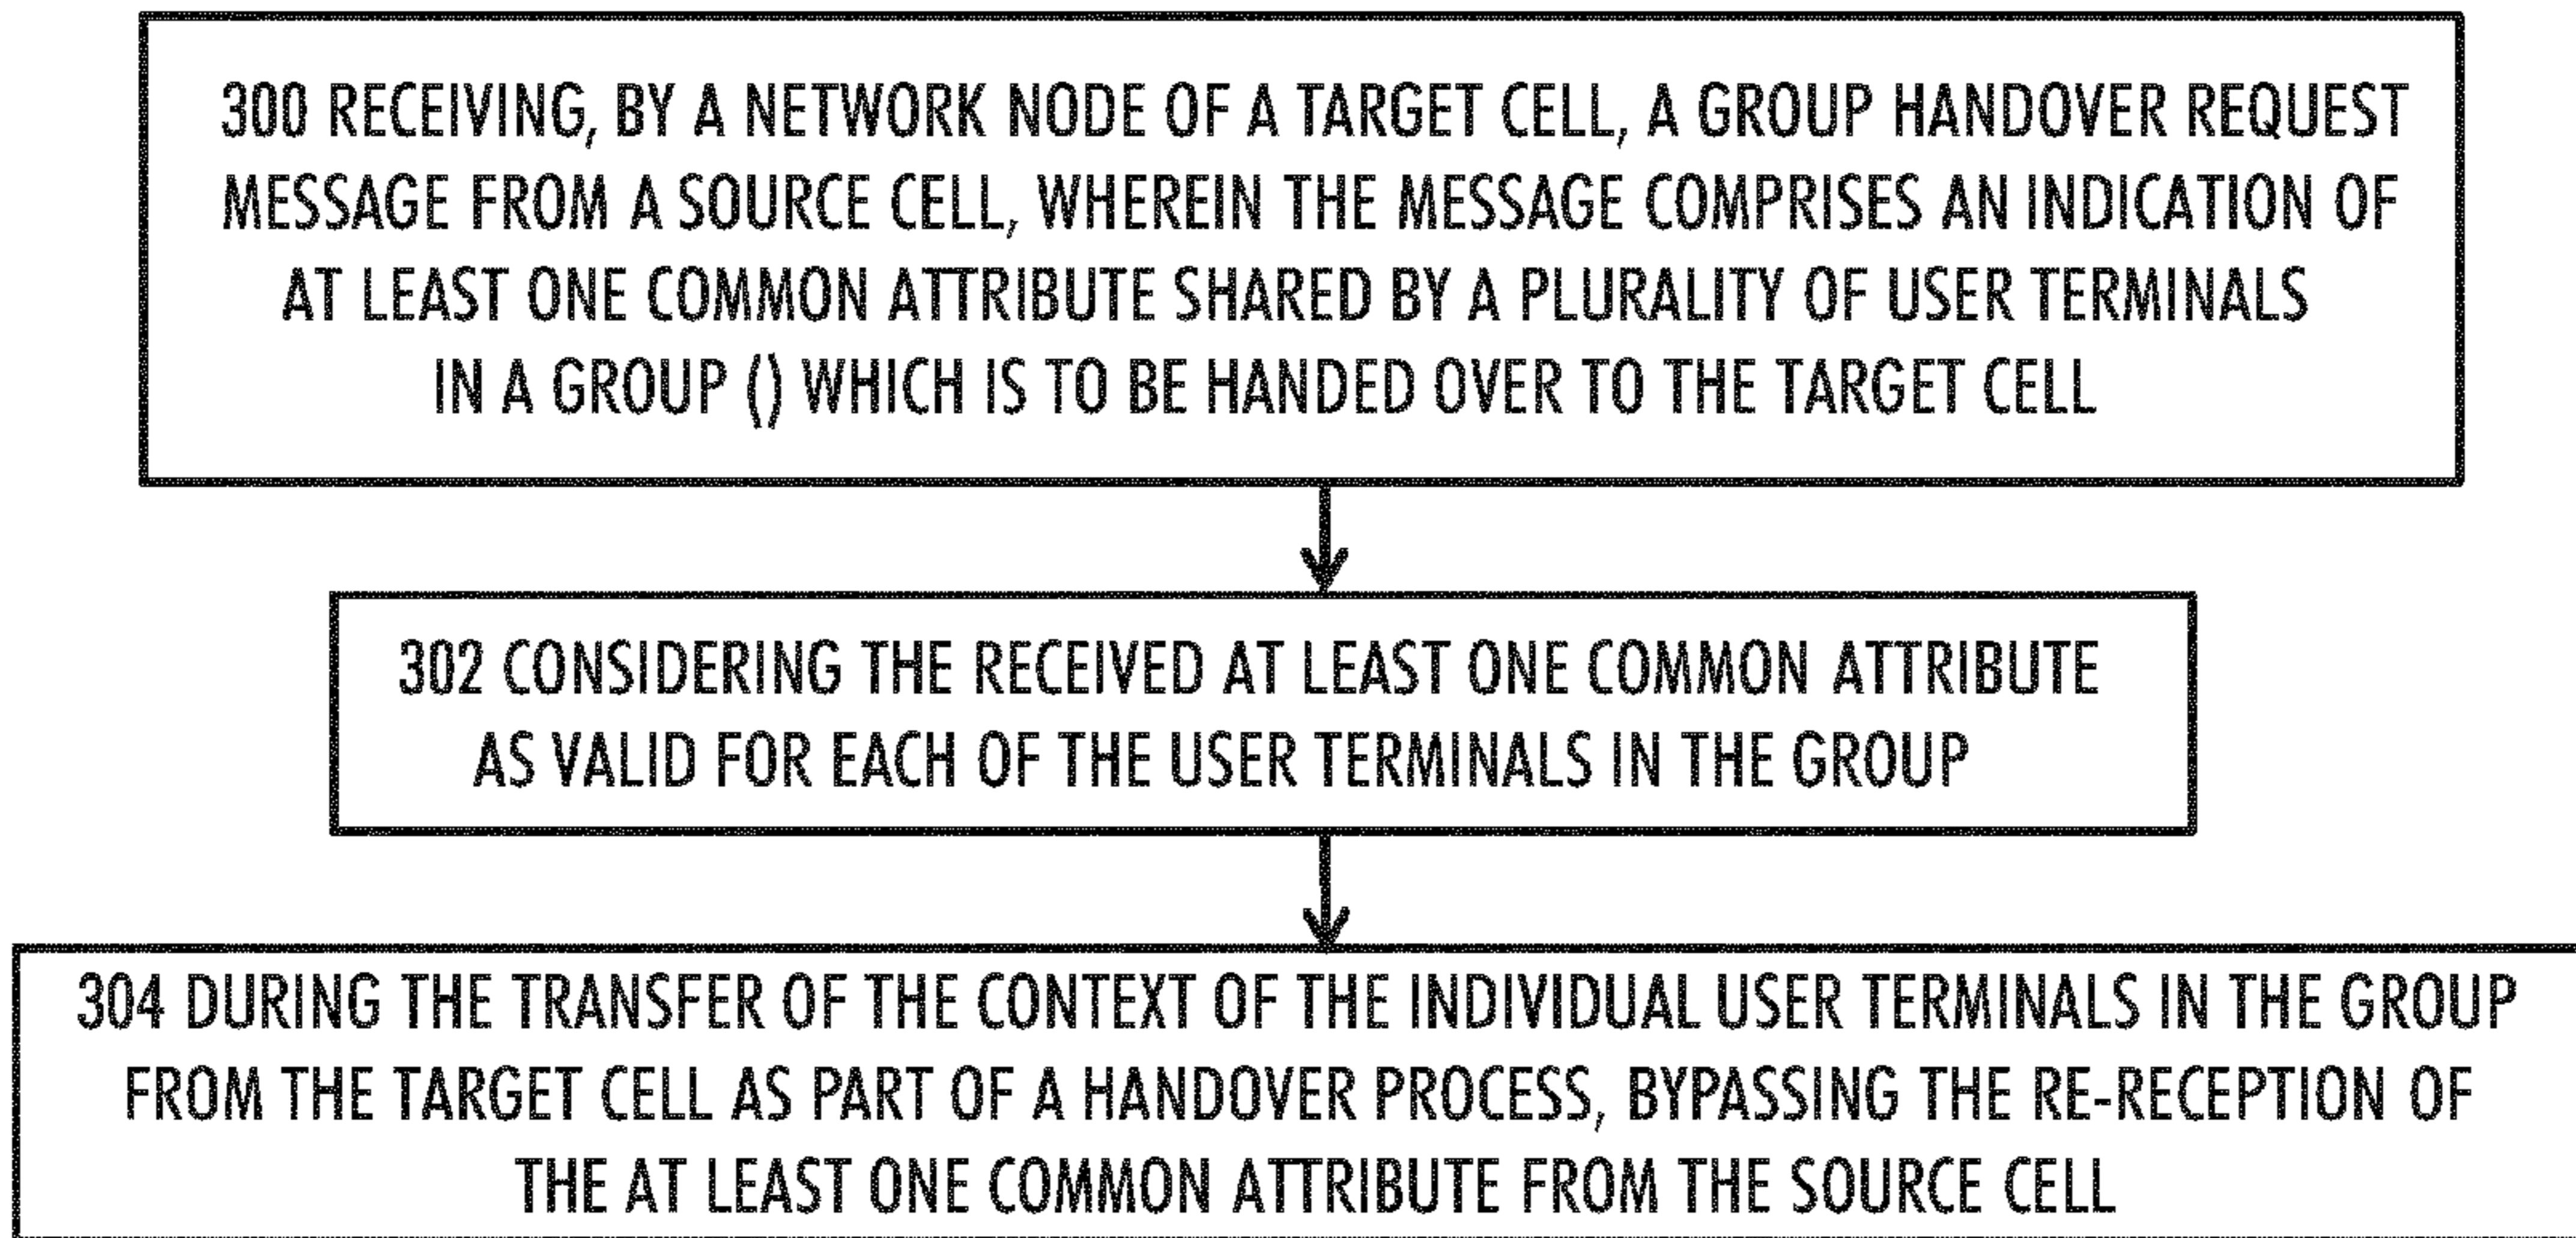 300 RECEIVING, BY A NETWORK NODE OF A TARGET CELL, A GROUP HANDOVER REQUEST
MESSAGE FROM A SOURCE CELL, WHEREIN THE MESSAGE COMPRISES AN INDICATION OF
AT LEAST ONE COMMON ATTRIBUTE SHARED BY A PLURALITY OF USER TERMINALS
IN A GROUP () WHICH IS TO BE HANDED OVER TO THE TARGET CELL
302 CONSIDERING THE RECEIVED AT LEAST ONE COMMON ATTRIBUTE
AS VALID FOR EACH OF THE USER TERMINALS IN THE GROUP
304 DURING THE TRANSFER OF THE CONTEXT OF THE INDIVIDUAL USER TERMINALS IN THE GROUP
FROM THE TARGET CELL AS PART OF A HANDOVER PROCESS, BYPASSING THE RE-RECEPTION OF
THE AT LEAST ONE COMMON ATTRIBUTE FROM THE SOURCE CELL